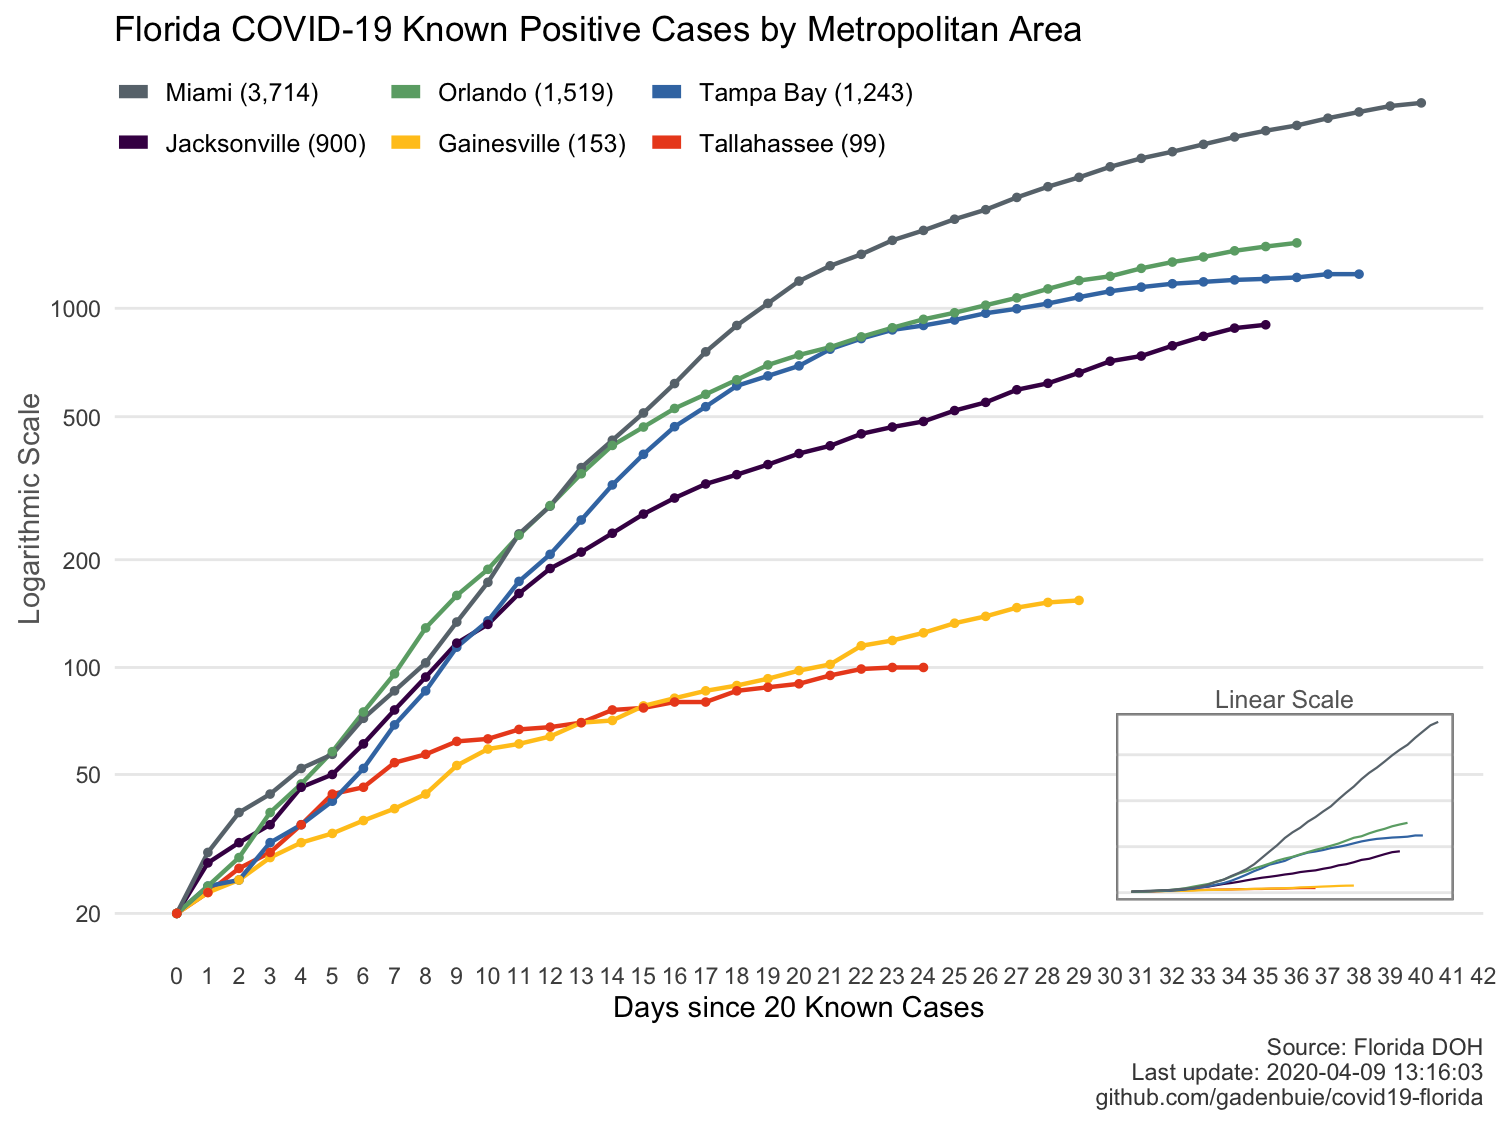 Florida COVID-19 Known Positive Cases by Metropolitan Area
Miami (3,714) Orlando (1,519) Tampa Bay (1,243)
Jacksonville (900) Gainesville (153) Tallahassee (99)
Logarithmic Scale
1000
500
200
100
50
20
Linear Scale
0 1 2 3 4 5 6 7 8 9 10 11 12 13 14 15 16 17 18 19 20 21 22 23 24 25 26 27 28 29 30 31 32 33 34 35 36 37 38 39 40 41 42
Days since 20 Known Cases
Source: Florida DOH
Last update: 2020-04-09 13:16:03
github.com/gadenbuie/covid19-florida